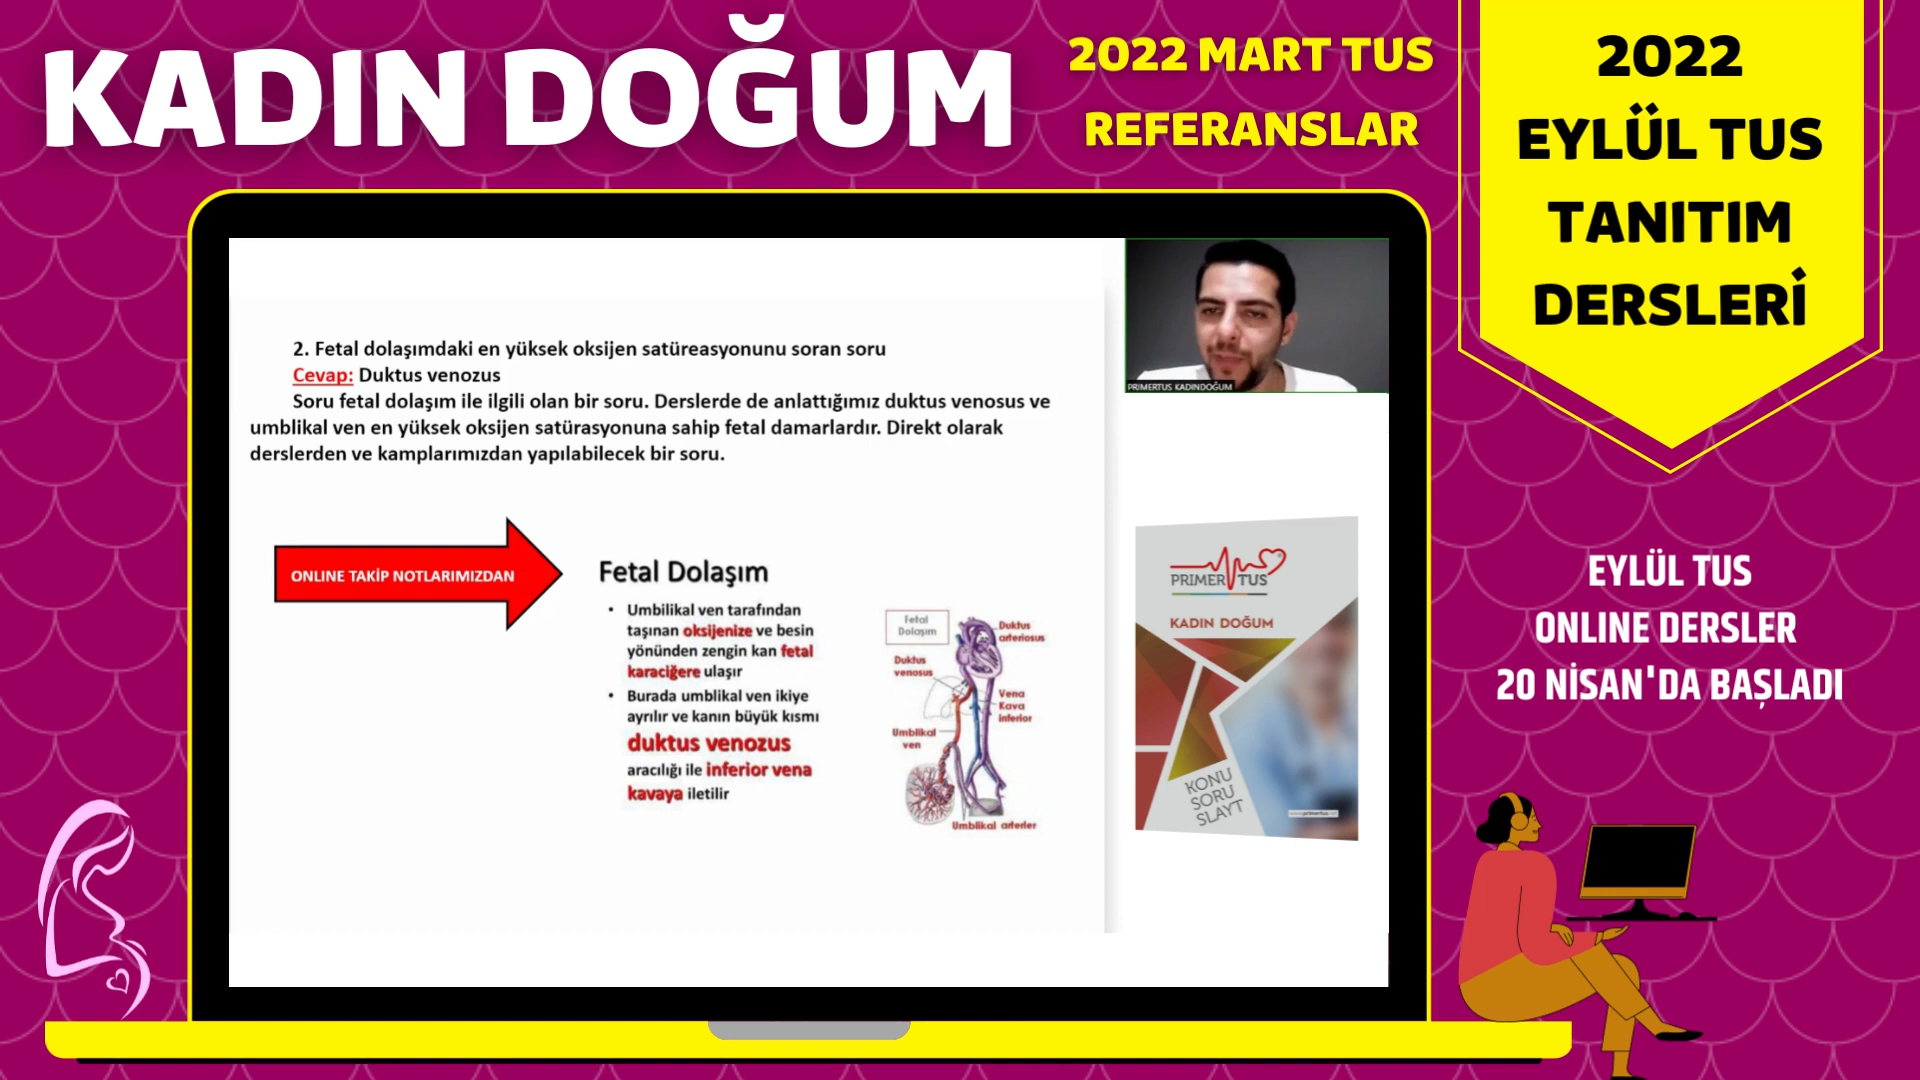 KADIN DOĞUM
2022 MART TUS
REFERANSLAR
2022
EYLÜL TUS
TANITIM
DERSLERİ
2. Fetal dolaşımdaki en yüksek oksijen satüreasyonunu soran soru
Cevap: Duktus venozus
Soru fetal dolaşım ile ilgili olan bir soru. Derslerde de anlattığımız duktus venosus ve
umblikal ven en yüksek oksijen satürasyonuna sahip fetal damarlardır. Direkt olarak
derslerden ve kamplarımızdan yapılabilecek bir soru.
PRIMERTUS KADINDOĞUM
ONLINE TAKİP NOTLARIMIZDAN
Fetal Dolaşım
• Umbilikal ven tarafından
taşınan oksijenize ve besin
yönünden zengin kan fetal
karaciğere ulaşır
• Burada umblikal ven ikiye
ayrılır ve kanın büyük kısmı
duktus venozus
aracılığı ile inferior vena
kavaya iletilir
Fetal
Dolaşım
Duktus
arteriosus
Duktus
venosus
Vena
Kava
inferior
Umblikal
ven
Umblikal arterler
PRIMER TUS
KADIN DOĞUM
KONU
SORU
SLAYT
www.primertus.net
EYLÜL TUS
ONLINE DERSLER
20 NİSAN'DA BAŞLADI